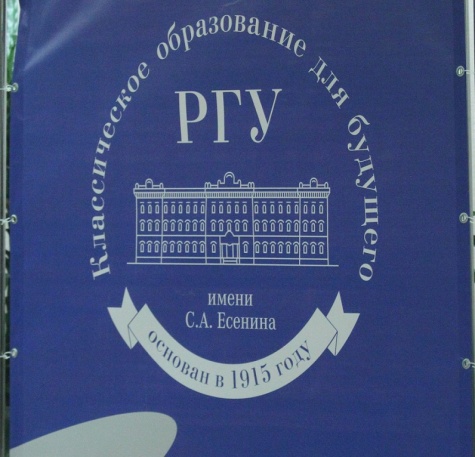 Классическое образование для будущего
РГУ
имени
С.А. Есенина
основан в 1915 году